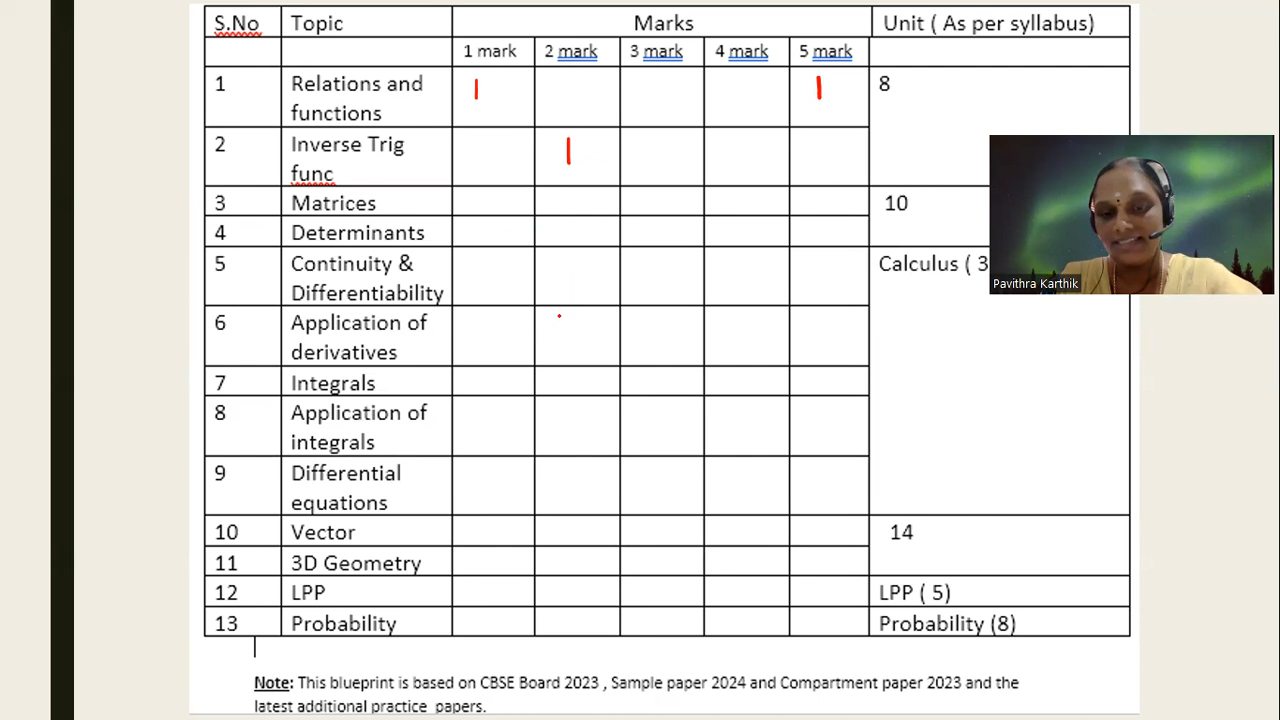 S.No Topic Marks Unit ( As per syllabus)
1 mark 2 mark 3 mark 4 mark 5 mark
1 Relations and functions | | 8
2 Inverse Trig func |
3 Matrices 10
4 Determinants
5 Continuity & Differentiability Calculus ( 3
6 Application of derivatives
7 Integrals
8 Application of integrals
9 Differential equations
10 Vector 14
11 3D Geometry
12 LPP LPP ( 5)
13 Probability Probability (8)
Pavithra Karthik
Note: This blueprint is based on CBSE Board 2023 , Sample paper 2024 and Compartment paper 2023 and the
latest additional practice papers.